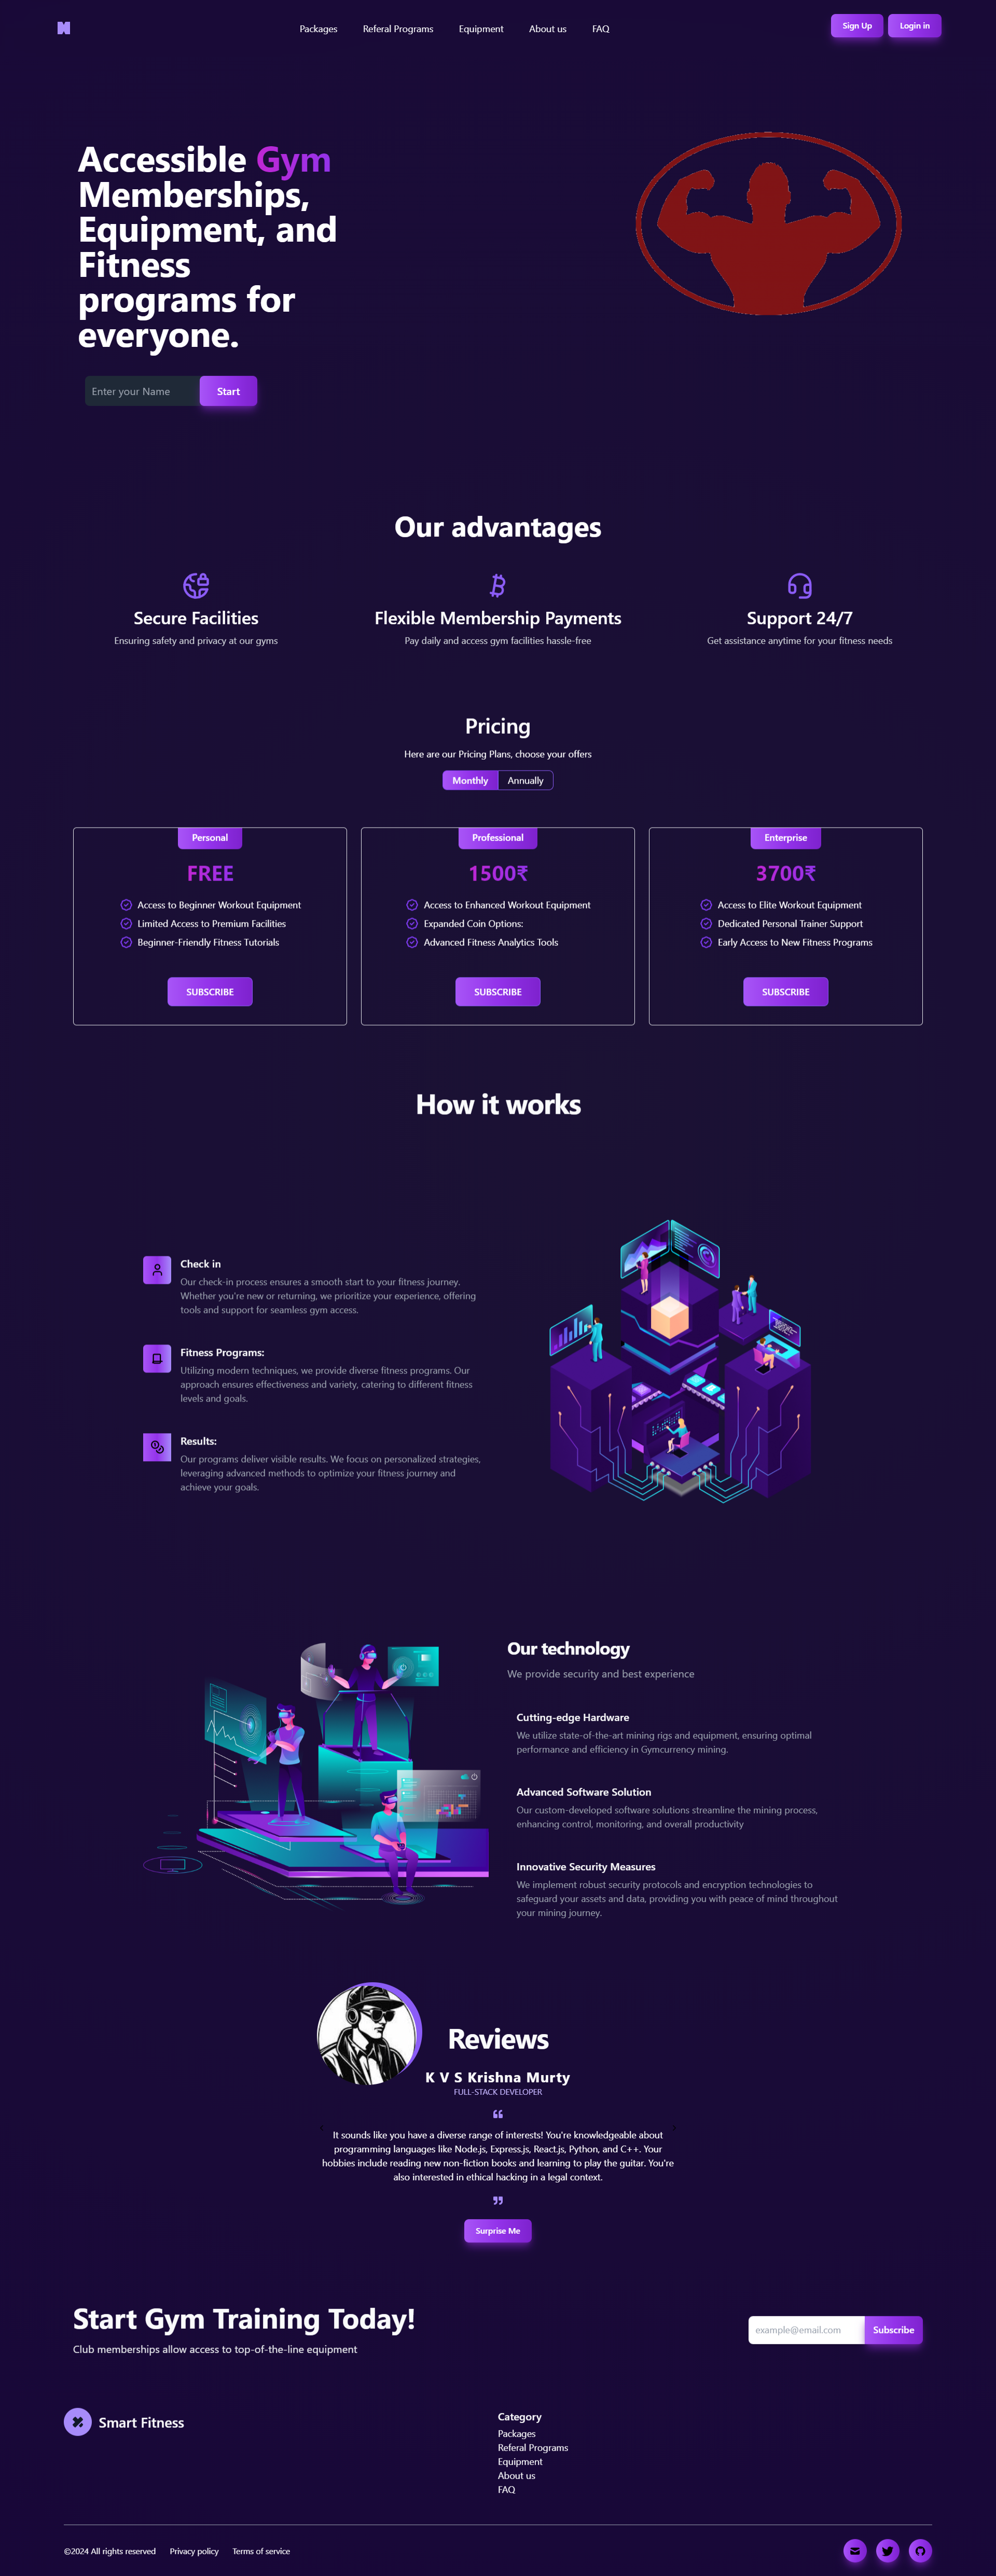 Packages
Referal Programs
Equipment
About us
FAQ
Sign Up
Login in
Accessible Gym
Memberships,
Equipment, and
Fitness
programs for
everyone.
Enter your Name
Start
Our advantages
Secure Facilities
Ensuring safety and privacy at our gyms
Flexible Membership Payments
Pay daily and access gym facilities hassle-free
Support 24/7
Get assistance anytime for your fitness needs
Pricing
Here are our Pricing Plans, choose your offers
Monthly
Annually
Personal
FREE
Access to Beginner Workout Equipment
Limited Access to Premium Facilities
Beginner-Friendly Fitness Tutorials
SUBSCRIBE
Professional
1500₹
Access to Enhanced Workout Equipment
Expanded Coin Options:
Advanced Fitness Analytics Tools
SUBSCRIBE
Enterprise
3700₹
Access to Elite Workout Equipment
Dedicated Personal Trainer Support
Early Access to New Fitness Programs
SUBSCRIBE
How it works
Check in
Our check-in process ensures a smooth start to your fitness journey.
Whether you're new or returning, we prioritize your experience, offering
tools and support for seamless gym access.
Fitness Programs:
Utilizing modern techniques, we provide diverse fitness programs. Our
approach ensures effectiveness and variety, catering to different fitness
levels and goals.
Results:
Our programs deliver visible results. We focus on personalized strategies,
leveraging advanced methods to optimize your fitness journey and
achieve your goals.
Our technology
We provide security and best experience
Cutting-edge Hardware
We utilize state-of-the-art mining rigs and equipment, ensuring optimal
performance and efficiency in Gymcurrency mining.
Advanced Software Solution
Our custom-developed software solutions streamline the mining process,
enhancing control, monitoring, and overall productivity
Innovative Security Measures
We implement robust security protocols and encryption technologies to
safeguard your assets and data, providing you with peace of mind throughout
your mining journey.
Reviews
K V S Krishna Murty
FULL-STACK DEVELOPER
It sounds like you have a diverse range of interests! You're knowledgeable about
programming languages like Node.js, Express.js, React.js, Python, and C++. Your
hobbies include reading new non-fiction books and learning to play the guitar. You're
also interested in ethical hacking in a legal context.
Surprise Me
Start Gym Training Today!
Club memberships allow access to top-of-the-line equipment
example@email.com
Subscribe
Smart Fitness
Category
Packages
Referal Programs
Equipment
About us
FAQ
©2024 All rights reserved
Privacy policy
Terms of service